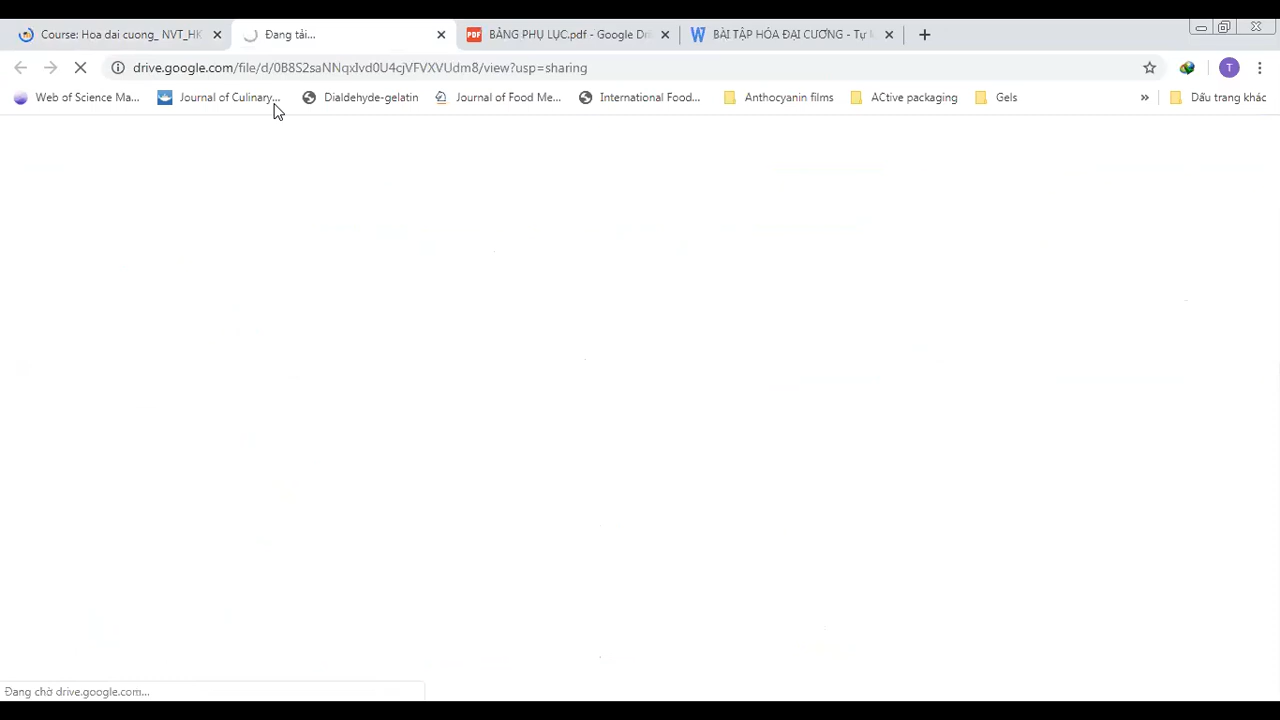 Course: Hoa dai cuong_ NVT_HK
Đang tải...
BẢNG PHỤ LỤC.pdf - Google Dri
BÀI TẬP HÓA ĐẠI CƯƠNG - Tự
drive.google.com/file/d/0B8S2saNNqxIvd0U4cjVFVXVUdm8/view?usp=sharing
T
Web of Science Ma...
Journal of Culinary...
Dialdehyde-gelatin
Journal of Food Me...
International Food...
Anthocyanin films
ACtive packaging
Gels
»
Dấu trang khác
Đang chờ drive.google.com...